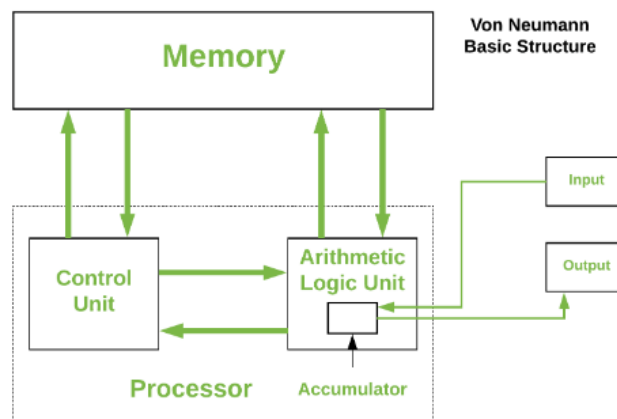 Von Neumann
Basic Structure
Memory
Input
Output
Control
Unit
Arithmetic
Logic Unit
Processor
Accumulator